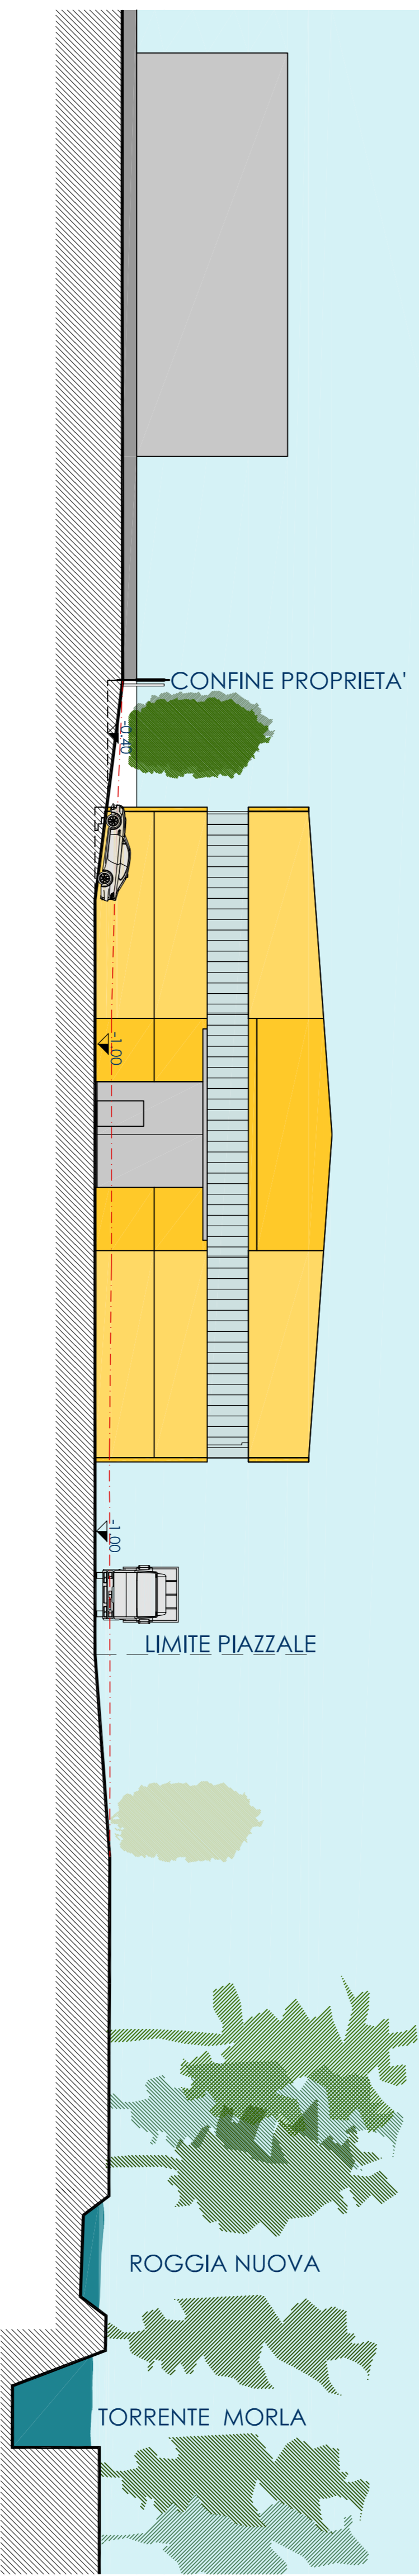 CONFINE PROPRIETA'
-0.40
-1.00
-1.00
LIMITE PIAZZALE
ROGGIA NUOVA
TORRENTE MORLA